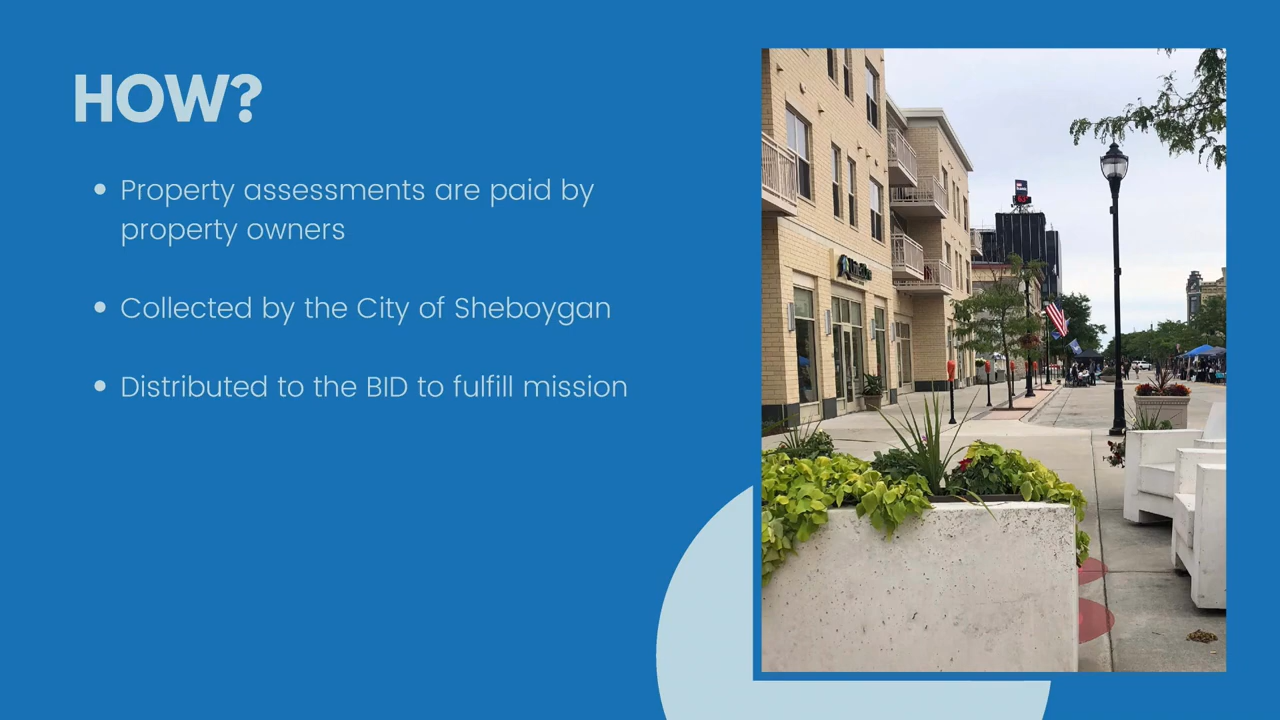 HOW?
Property assessments are paid by
property owners
Collected by the City of Sheboygan
Distributed to the BID to fulfill mission